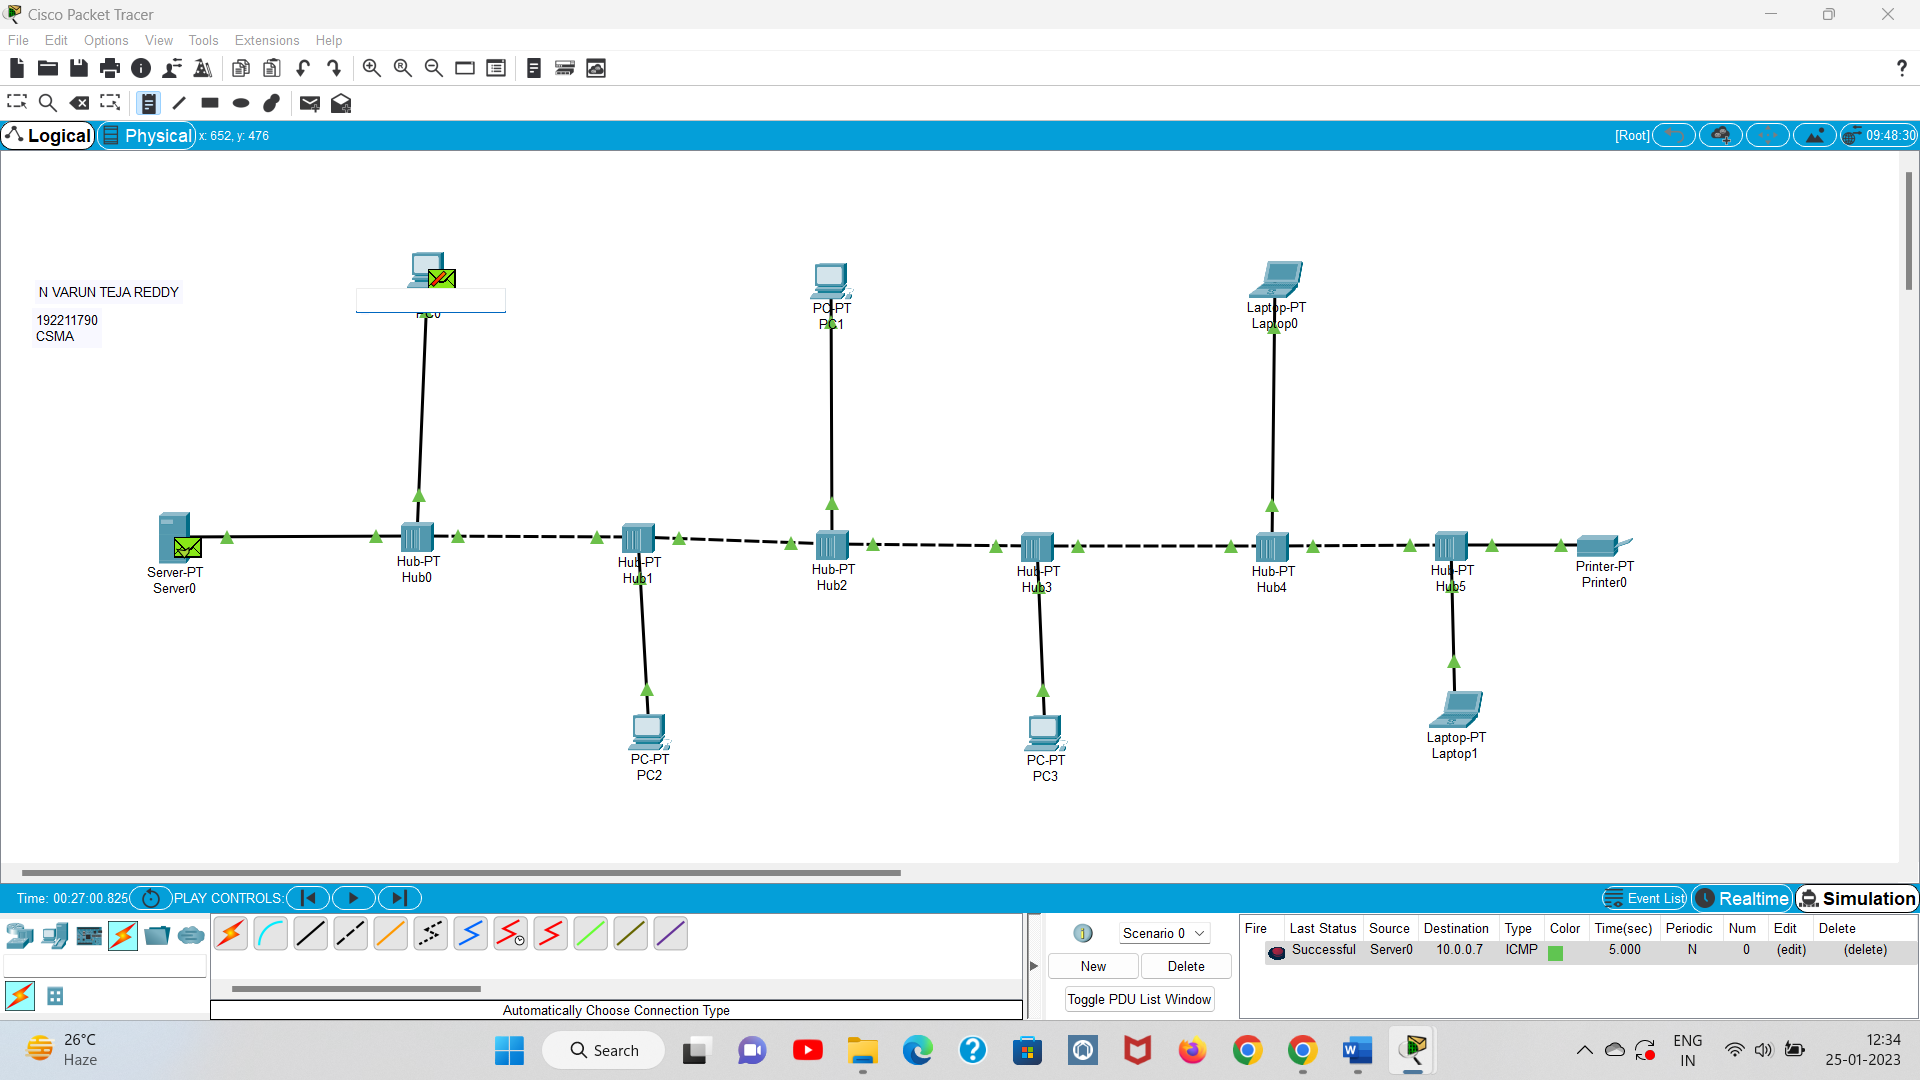 Cisco Packet Tracer
File Edit Options View Tools Extensions Help
?
Logical Physical x: 652, y: 476 [Root] 09:48:30
N VARUN TEJA REDDY
192211790
CSMA
PC0
PC-PT
PC1
Laptop-PT
Laptop0
Server-PT
Server0
Hub-PT
Hub0
Hub-PT
Hub1
Hub-PT
Hub2
Hub-PT
Hub3
Hub-PT
Hub4
Hub-PT
Hub5
Printer-PT
Printer0
PC-PT
PC2
PC-PT
PC3
Laptop-PT
Laptop1
Time: 00:27:00.825 PLAY CONTROLS: Event List Realtime Simulation
Scenario 0
New Delete
Toggle PDU List Window
Fire Last Status Source Destination Type Color Time(sec) Periodic Num Edit Delete
Successful Server0 10.0.0.7 ICMP 5.000 N 0 (edit) (delete)
Automatically Choose Connection Type
26°C
Haze
Search
ENG
IN
12:34
25-01-2023